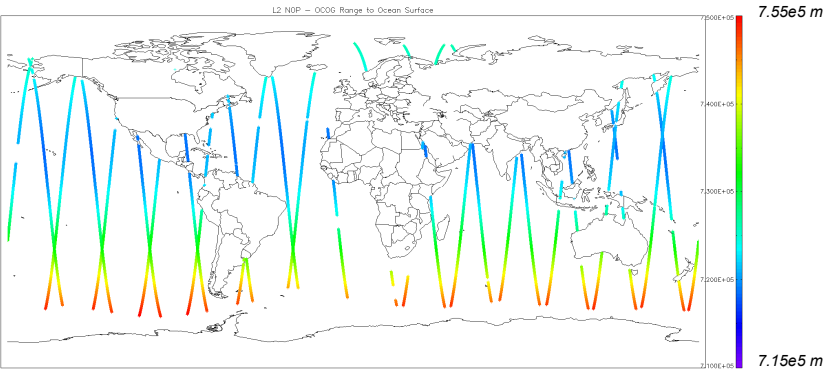 L2 NOP – OCOG Range to Ocean Surface
7.55e5 m
7.500E+05
7.400E+05
7.300E+05
7.200E+05
7.100E+05
7.15e5 m